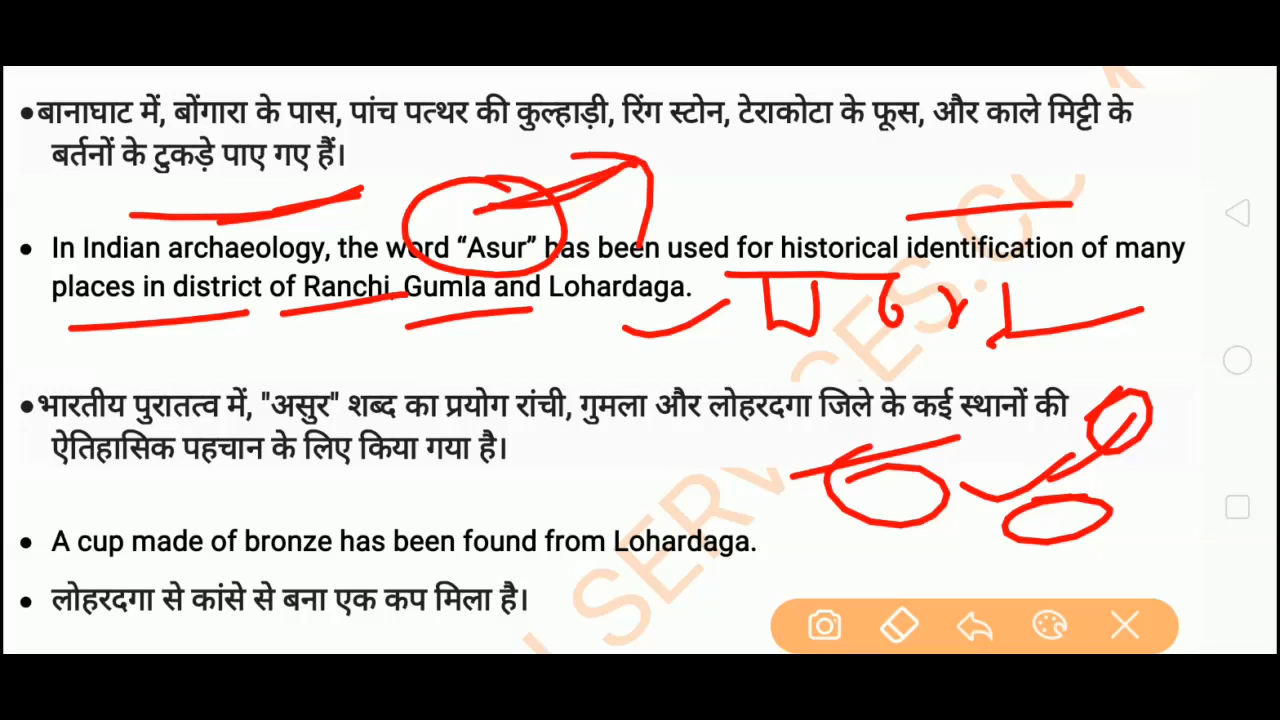 •बानाघाट में, बोंगारा के पास, पांच पत्थर की कुल्हाड़ी, रिंग स्टोन, टेराकोटा के फूस, और काले मिट्टी के
बर्तनों के टुकड़े पाए गए हैं।
• In Indian archaeology, the word “Asur” has been used for historical identification of many
places in district of Ranchi, Gumla and Lohardaga.
•भारतीय पुरातत्व में, "असुर" शब्द का प्रयोग रांची, गुमला और लोहरदगा जिले के कई स्थानों की
ऐतिहासिक पहचान के लिए किया गया है।
• A cup made of bronze has been found from Lohardaga.
• लोहरदगा से कांसे से बना एक कप मिला है।